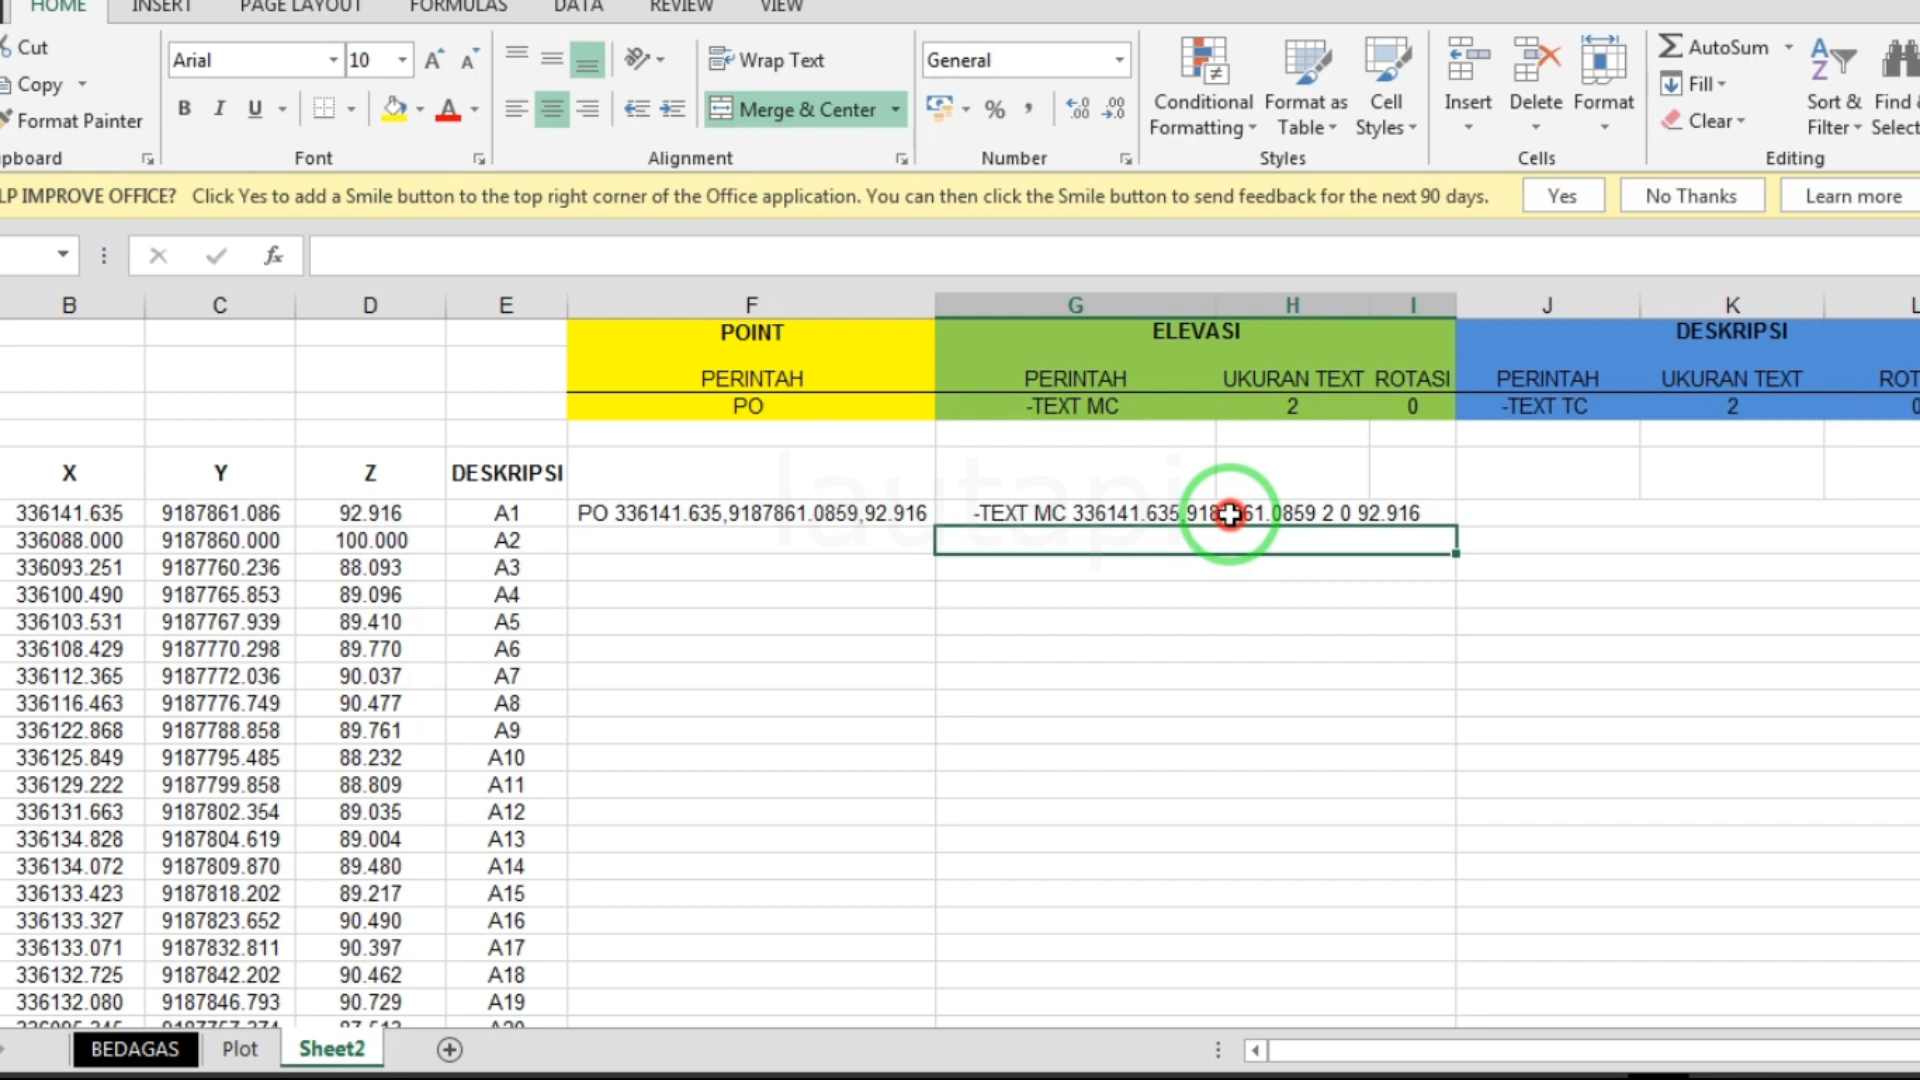 HOME INSERT PAGE LAYOUT FORMULAS DATA REVIEW VIEW
Cut
Copy
Format Painter
Arial 10
B I U
Wrap Text
Merge & Center
General
%
Conditional Formatting
Format as Table
Cell Styles
Insert
Delete
Format
AutoSum
Fill
Clear
Sort & Filter
Find &
Select
pboard Font Alignment Number Styles Cells Editing
LP IMPROVE OFFICE? Click Yes to add a Smile button to the top right corner of the Office application. You can then click the Smile button to send feedback for the next 90 days. Yes No Thanks Learn more
fx
B C D E F G H I J K L
POINT ELEVASI DESKRIPSI
PERINTAH PERINTAH UKURAN TEXT ROTASI PERINTAH UKURAN TEXT ROT
PO -TEXT MC 2 0 -TEXT TC 2 0
X Y Z DESKRIPSI
lautapi
336141.635 9187861.086 92.916 A1 PO 336141.635,9187861.0859,92.916 -TEXT MC 336141.635,918 61.0859 2 0 92.916
336088.000 9187860.000 100.000 A2
336093.251 9187760.236 88.093 A3
336100.490 9187765.853 89.096 A4
336103.531 9187767.939 89.410 A5
336108.429 9187770.298 89.770 A6
336112.365 9187772.036 90.037 A7
336116.463 9187776.749 90.477 A8
336122.868 9187788.858 89.761 A9
336125.849 9187795.485 88.232 A10
336129.222 9187799.858 88.809 A11
336131.663 9187802.354 89.035 A12
336134.828 9187804.619 89.004 A13
336134.072 9187809.870 89.480 A14
336133.423 9187818.202 89.217 A15
336133.327 9187823.652 90.490 A16
336133.071 9187832.811 90.397 A17
336132.725 9187842.202 90.462 A18
336132.080 9187846.793 90.729 A19
BEDAGAS Plot Sheet2